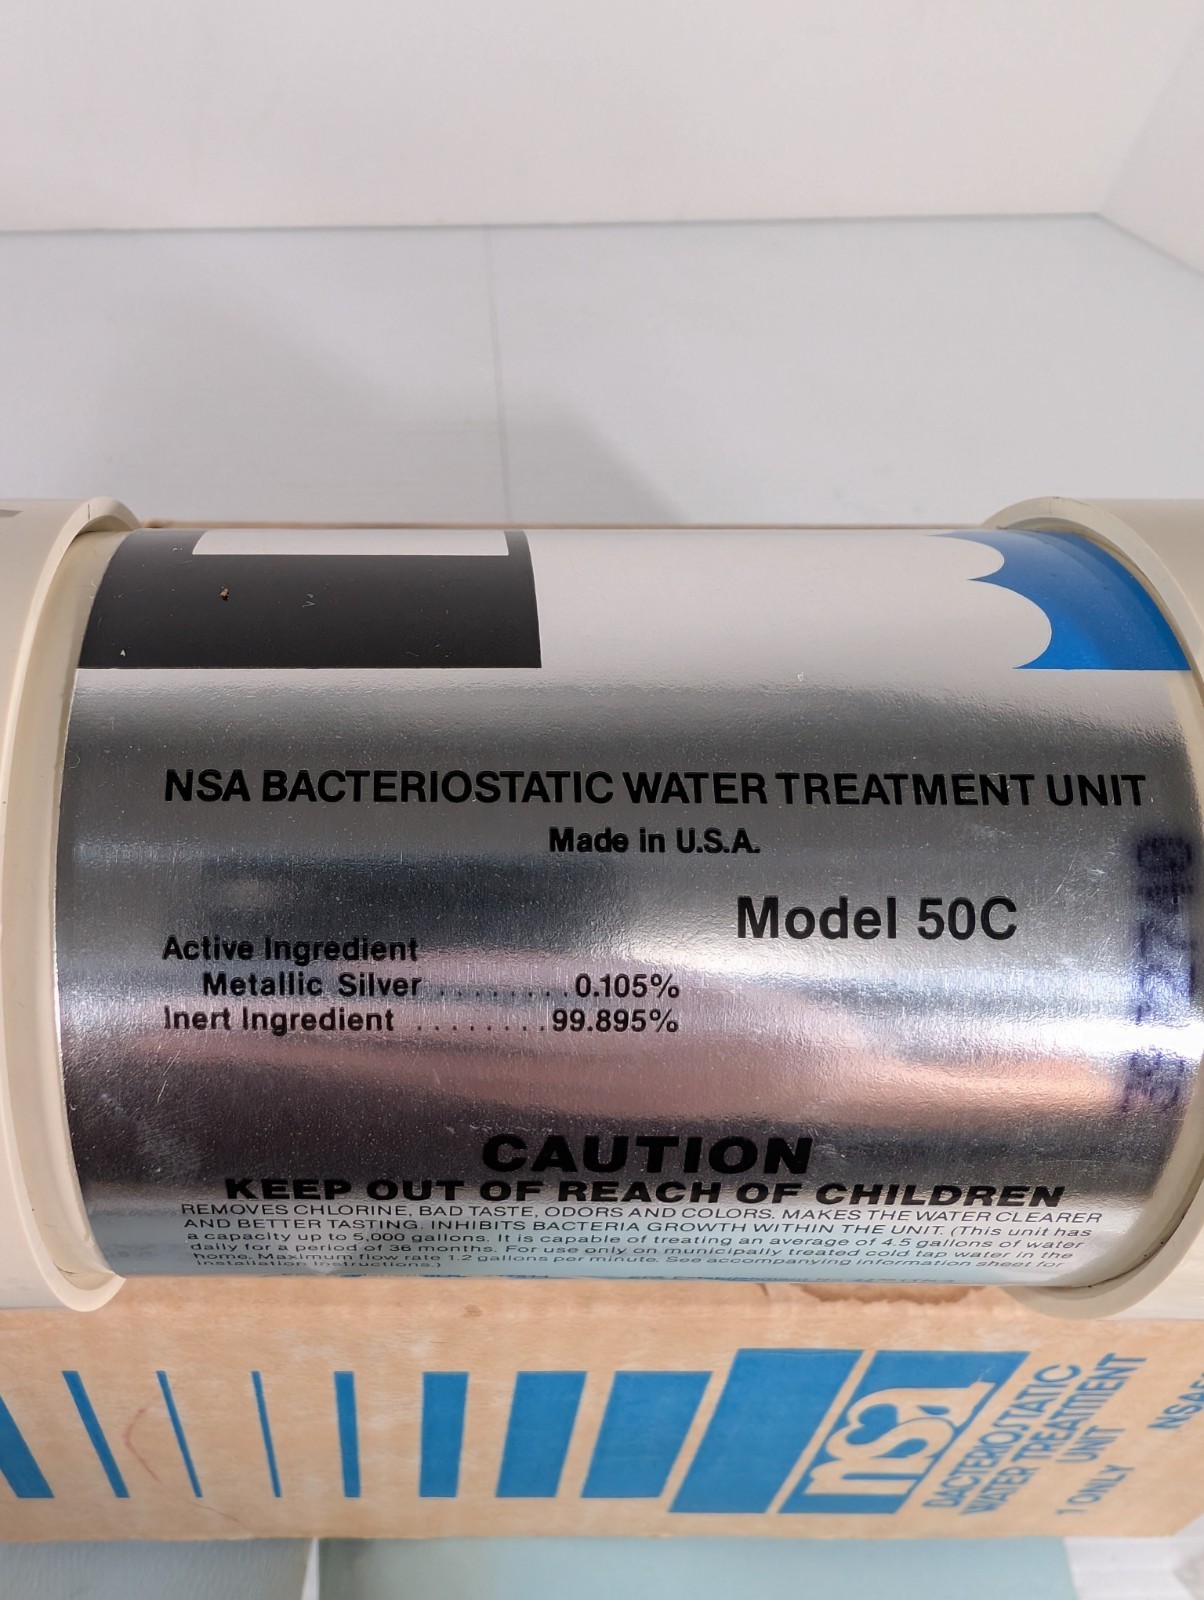 NSA BACTERIOSTATIC WATER TREATMENT UNIT
Made in U.S.A.
Model 50C
Active Ingredient
Metallic Silver ........0.105%
Inert Ingredient ........99.895%
CAUTION
KEEP OUT OF REACH OF CHILDREN
REMOVES CHLORINE, BAD TASTE, ODORS AND COLORS. MAKES THE WATER CLEARER
AND BETTER TASTING. INHIBITS BACTERIA GROWTH WITHIN THE UNIT. (This unit has
a capacity up to 5,000 gallons. It is capable of treating an average of 4.5 gallons of water
daily for a period of 36 months. For use only on municipally treated cold tap water in the
home. Maximum flow rate 1.2 gallons per minute. See accompanying information sheet for
installation instructions.)
nsa
BACTERIOSTATIC
WATER TREATMENT
UNIT
1 ONLY